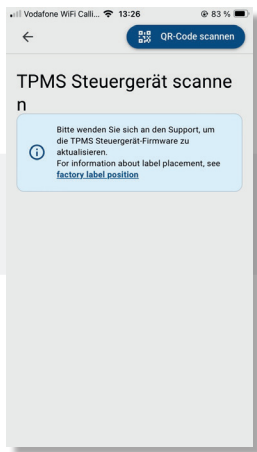 Vodafone WiFi Calli... 13:26 83 %
QR-Code scannen
TPMS Steuergerät scanne
n
Bitte wenden Sie sich an den Support, um
die TPMS Steuergerät-Firmware zu
aktualisieren.
For information about label placement, see
factory label position